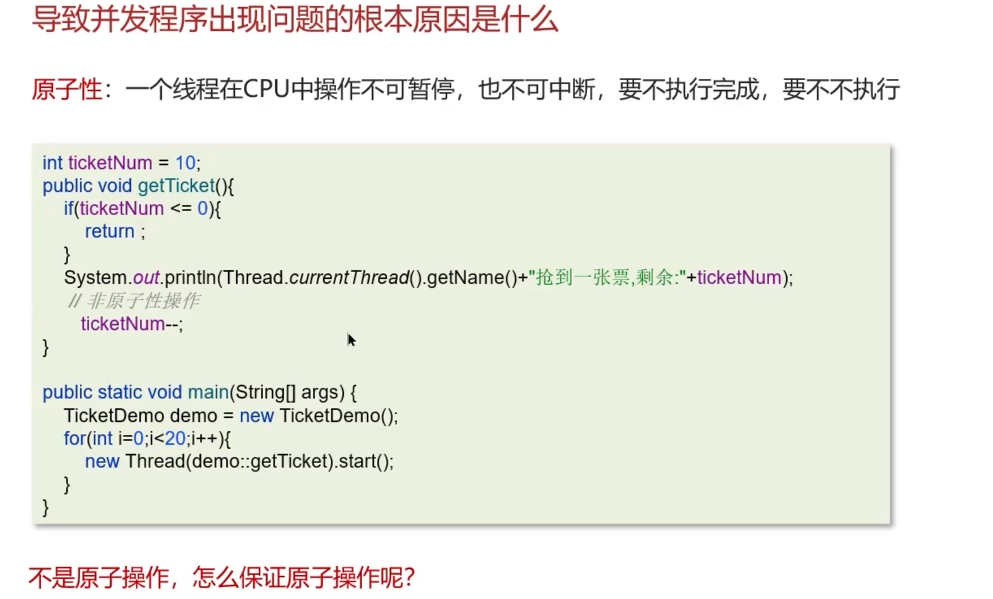 导致并发程序出现问题的根本原因是什么
原子性：一个线程在CPU中操作不可暂停，也不可中断，要不执行完成，要不不执行
int ticketNum = 10;
public void getTicket(){
if(ticketNum <= 0){
return ;
}
System.out.println(Thread.currentThread().getName()+"抢到一张票,剩余:"+ticketNum);
// 非原子性操作
ticketNum--;
}
public static void main(String[] args) {
TicketDemo demo = new TicketDemo();
for(int i=0;i<20;i++){
new Thread(demo::getTicket).start();
}
}
不是原子操作，怎么保证原子操作呢？